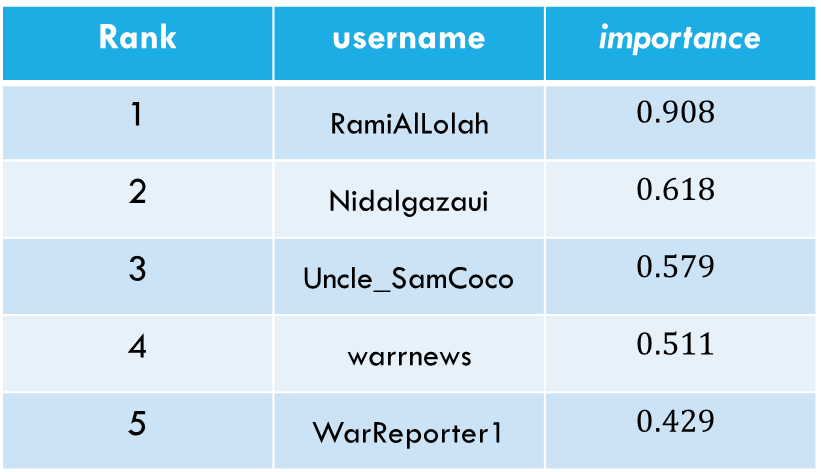 Rank username importance
1 RamiAlLolah 0.908
2 Nidalgazaui 0.618
3 Uncle_SamCoco 0.579
4 warrnews 0.511
5 WarReporter1 0.429